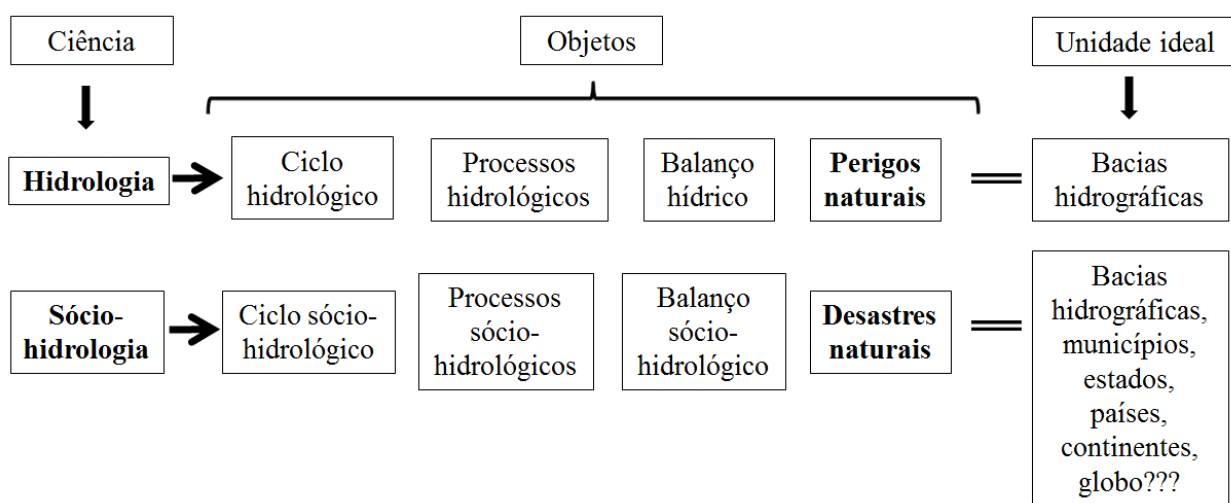 Ciência
Objetos
Unidade ideal
Hidrologia
Ciclo
hidrológico
Processos
hidrológicos
Balanço
hídrico
Perigos
naturais
Bacias
hidrográficas
Sócio-
hidrologia
Ciclo sócio-
hidrológico
Processos
sócio-
hidrológicos
Balanço
sócio-
hidrológico
Desastres
naturais
Bacias
hidrográficas,
municípios,
estados,
países,
continentes,
globo???